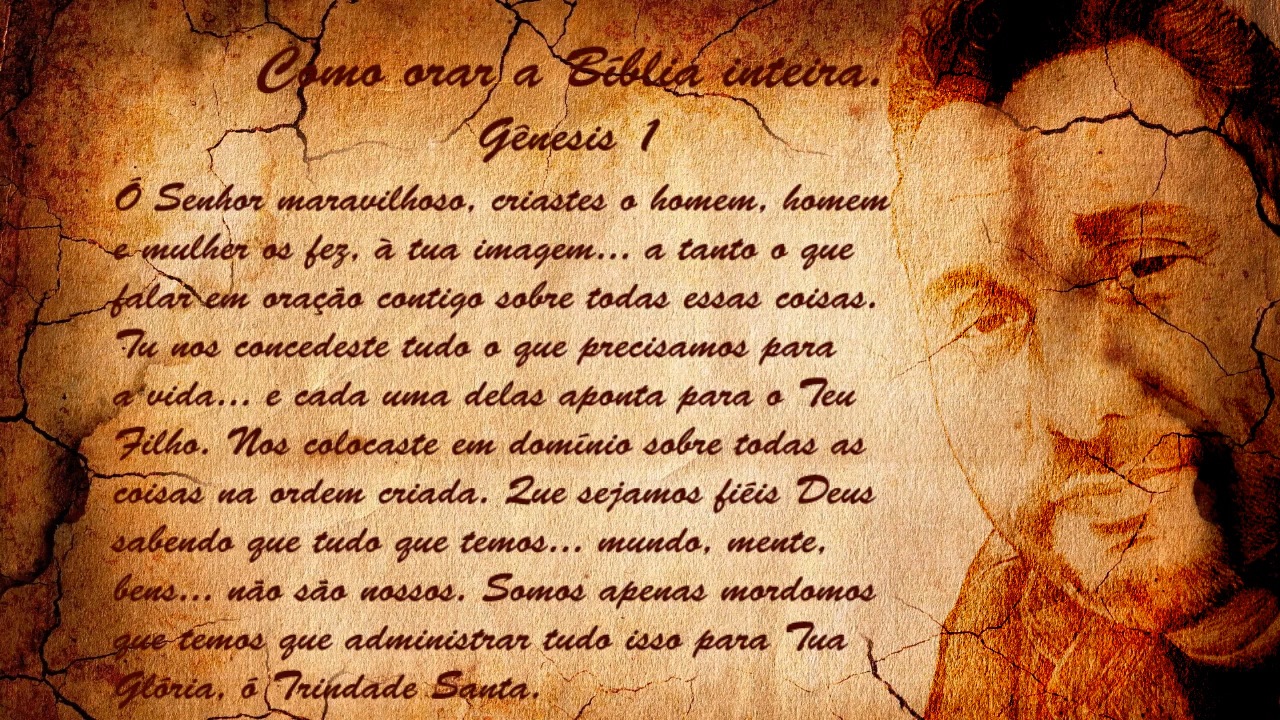 Como orar a Bíblia inteira.
Gênesis 1
Ó Senhor maravilhoso, criastes o homem, homem
e mulher os fez, à tua imagem... a tanto o que
falar em oração contigo sobre todas essas coisas.
Tu nos concedeste tudo o que precisamos para
a vida... e cada uma delas aponta para o Teu
Filho. Nos colocaste em domínio sobre todas as
coisas na ordem criada. Que sejamos fiéis Deus
sabendo que tudo que temos... mundo, mente,
bens... não são nossos. Somos apenas mordomos
que temos que administrar tudo isso para Tua
Glória, ó Trindade Santa.